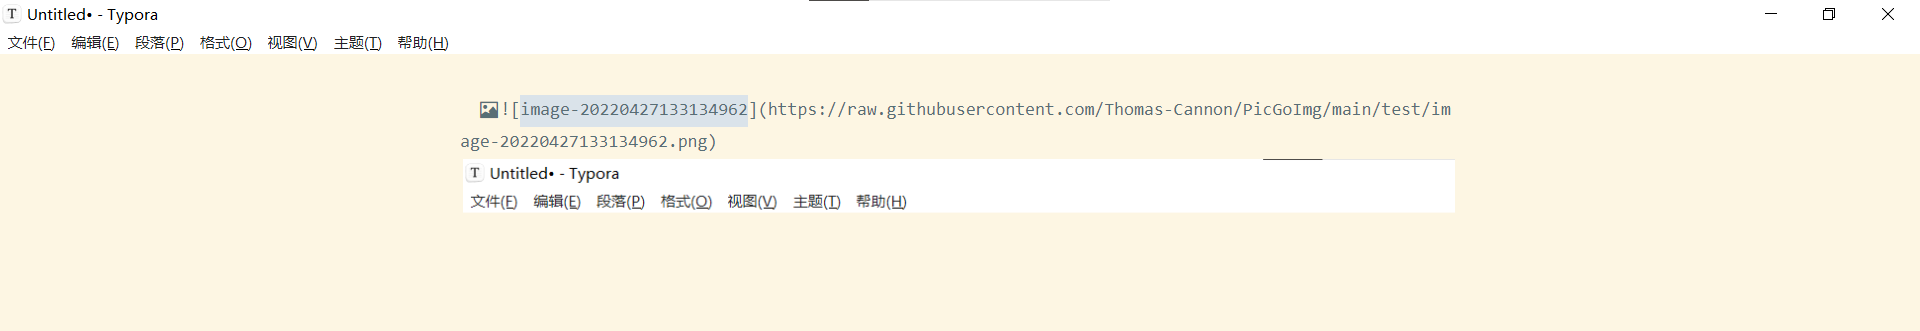 T Untitled• - Typora
文件(F) 编辑(E) 段落(P) 格式(O) 视图(V) 主题(T) 帮助(H)
![image-20220427133134962](https://raw.githubusercontent.com/Thomas-Cannon/PicGoImg/main/test/im
age-20220427133134962.png)
T Untitled• - Typora
文件(F) 编辑(E) 段落(P) 格式(O) 视图(V) 主题(T) 帮助(H)